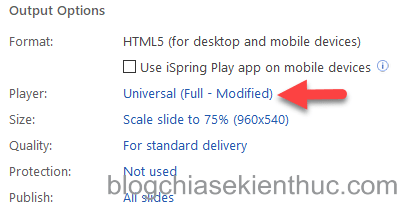 Output Options
Format: HTML5 (for desktop and mobile devices)
Use iSpring Play app on mobile devices
Player: Universal (Full - Modified)
Size: Scale slide to 75% (960x540)
Quality: For standard delivery
Protection: Not used
blogchiasekienthuc.com
Publish: All slides